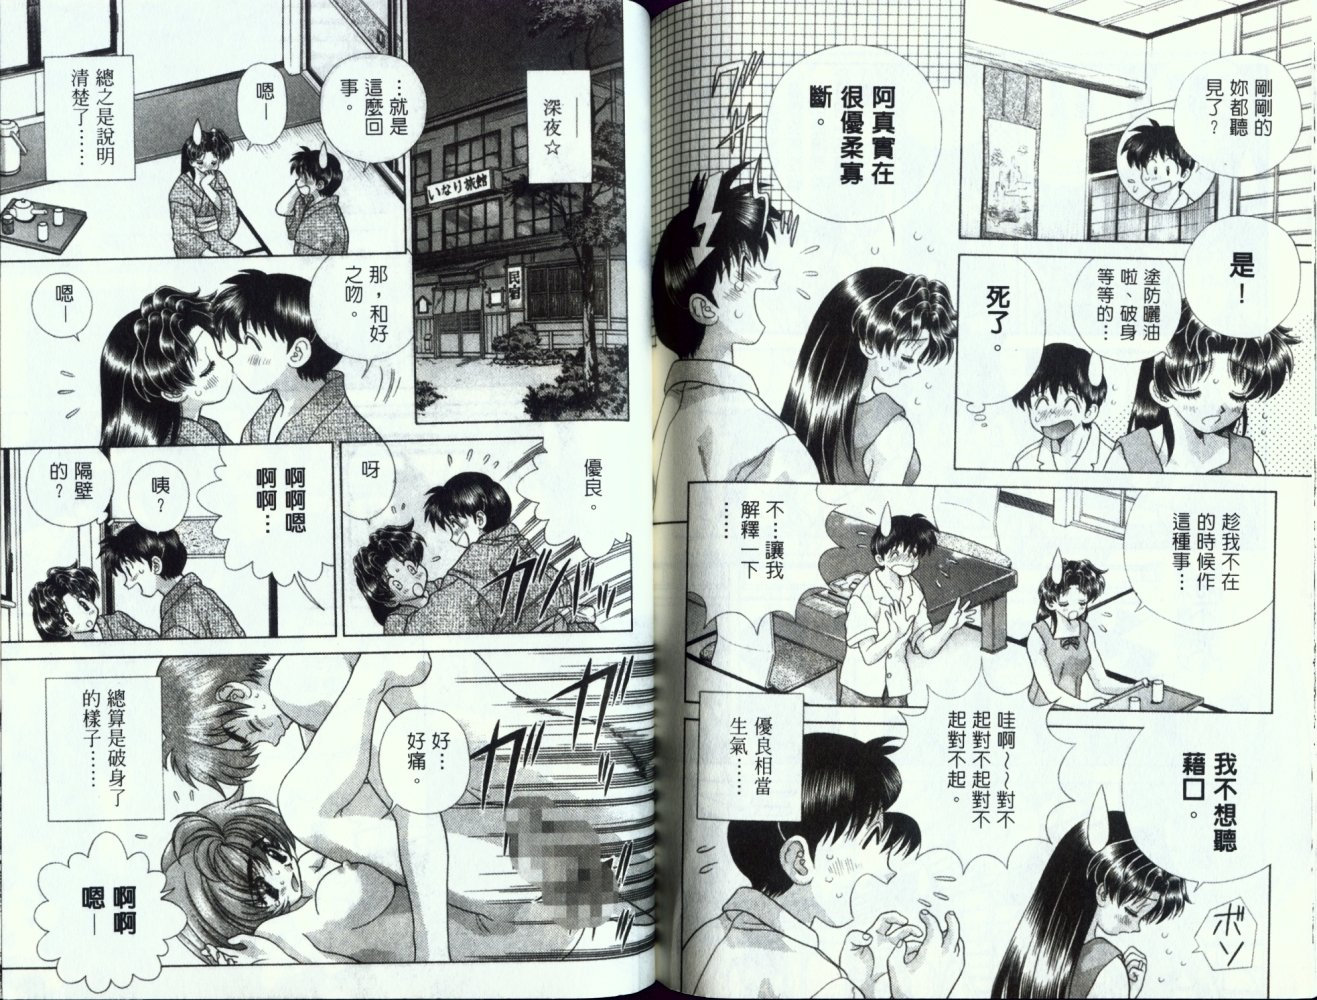 剛剛的
妳都聽
見了？
是！
塗防曬油
啦、破身
等等的…
死了。
阿真實在
很優柔寡
斷。
グザ
ザ
趁我不在
的時候作
這種事…
不…讓我
解釋一下
……
我不想聽
藉口。
哇啊～～對不
起對不起對不
起對不起。
優良相當
生氣……
ボソ
深夜☆
いなり旅館
民宿
…就是
這麼回
事。
嗯—
總之是說明
清楚了……
那，和好
之吻。
嗯—
優良。
呀
啊啊嗯
啊啊…
咦？
隔壁
的？
好…
好痛。
總算是破身了
的樣子……
啊啊
嗯—